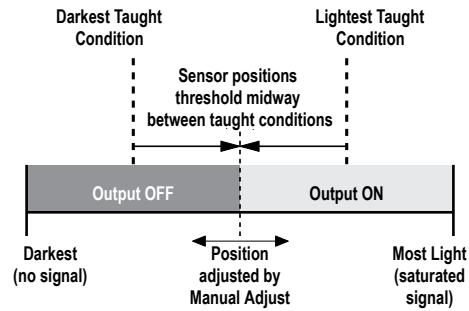 Darkest Taught
Condition
Lightest Taught
Condition
Sensor positions
threshold midway
between taught conditions
Output OFF
Output ON
Darkest
(no signal)
Position
adjusted by
Manual Adjust
Most Light
(saturated
signal)